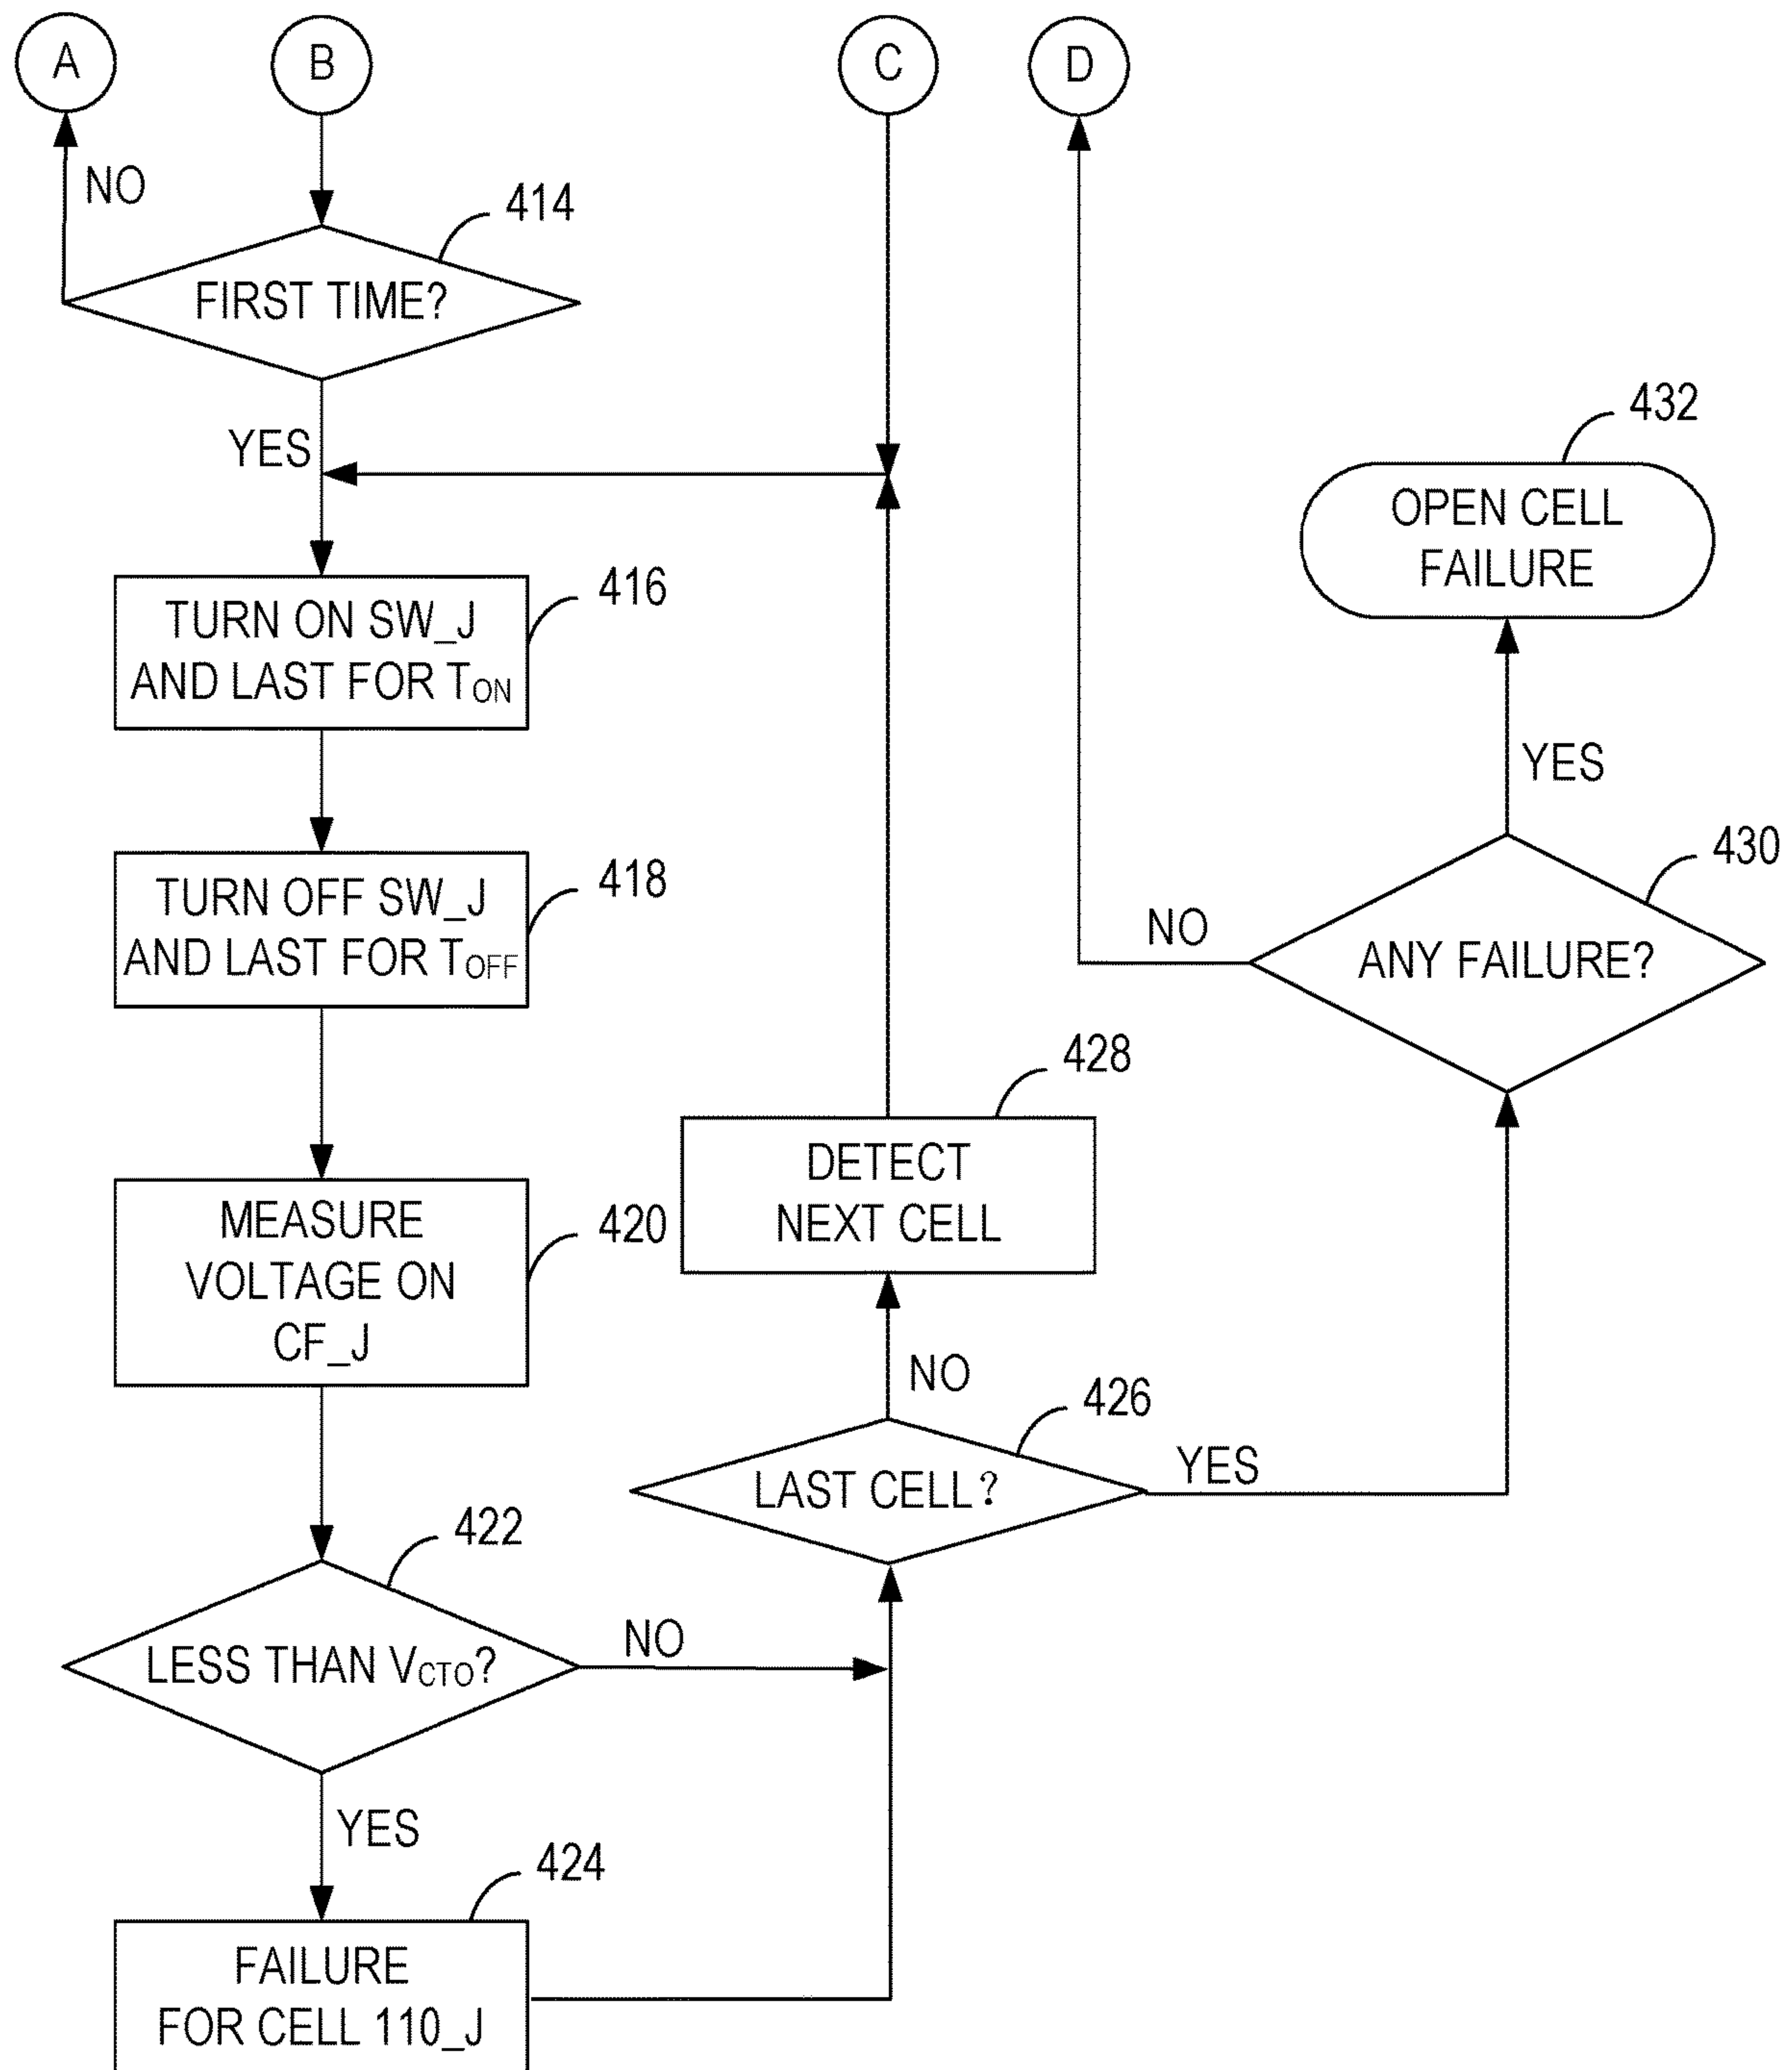 A
B
C
D
NO
414
FIRST TIME?
YES
432
OPEN CELL
FAILURE
416
TURN ON SW_J
AND LAST FOR TON
YES
418
TURN OFF SW_J
AND LAST FOR TOFF
430
NO
ANY FAILURE?
428
DETECT
NEXT CELL
420
MEASURE
VOLTAGE ON
CF_J
NO
426
LAST CELL?
YES
422
LESS THAN VCTO?
NO
YES
424
FAILURE
FOR CELL 110_J